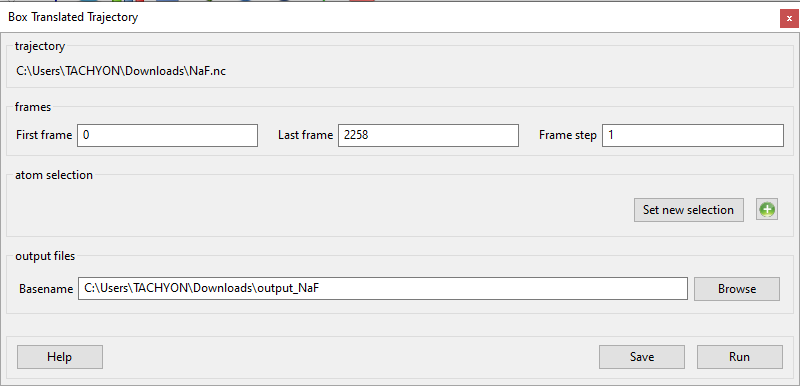 Box Translated Trajectory
x
trajectory
C:\Users\TACHYON\Downloads\NaF.nc
frames
First frame 0 Last frame 2258 Frame step 1
atom selection
Set new selection
output files
Basename C:\Users\TACHYON\Downloads\output_NaF Browse
Help Save Run